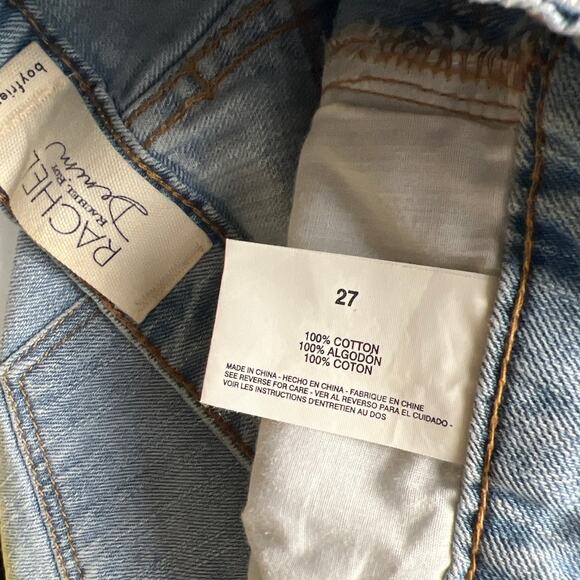 boyfrie
RACHEL
RACHEL ROY
Denim
27
100% COTTON
100% ALGODON
100% COTON
MADE IN CHINA - HECHO EN CHINA - FABRIQUE EN CHINE
SEE REVERSE FOR CARE - VER AL REVERSO PARA EL CUIDADO -
VOIR LES INSTRUCTIONS D'ENTRETIEN AU DOS